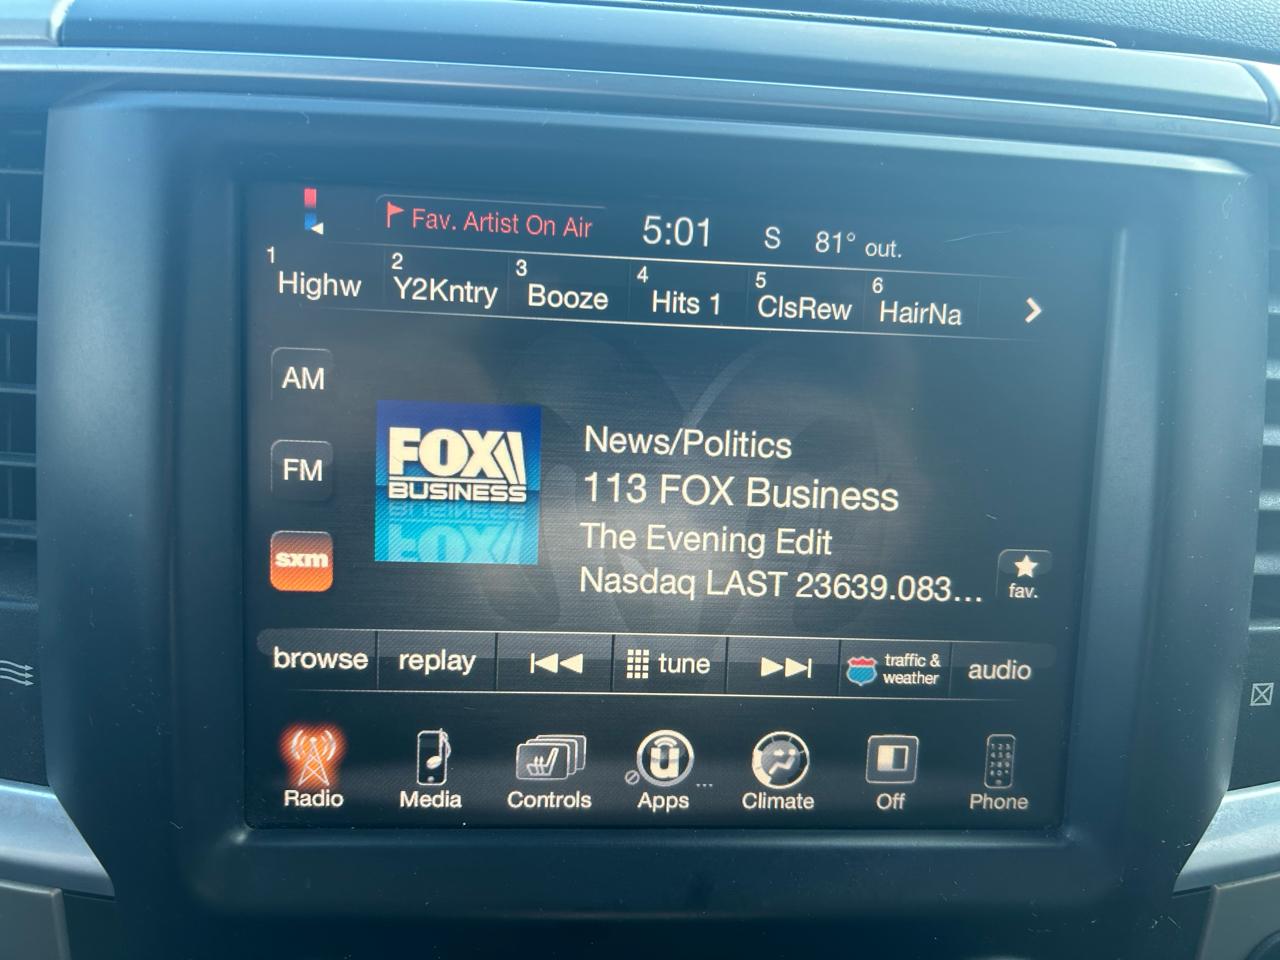 Fav. Artist On Air 5:01 S 81° out.
1 Highw 2 Y2Kntry 3 Booze 4 Hits 1 5 ClsRew 6 HairNa
AM
FM
sxm
FOX
BUSINESS
News/Politics
113 FOX Business
The Evening Edit
Nasdaq LAST 23639.083...
fav.
browse replay tune traffic & weather audio
Radio Media Controls Apps Climate Off Phone